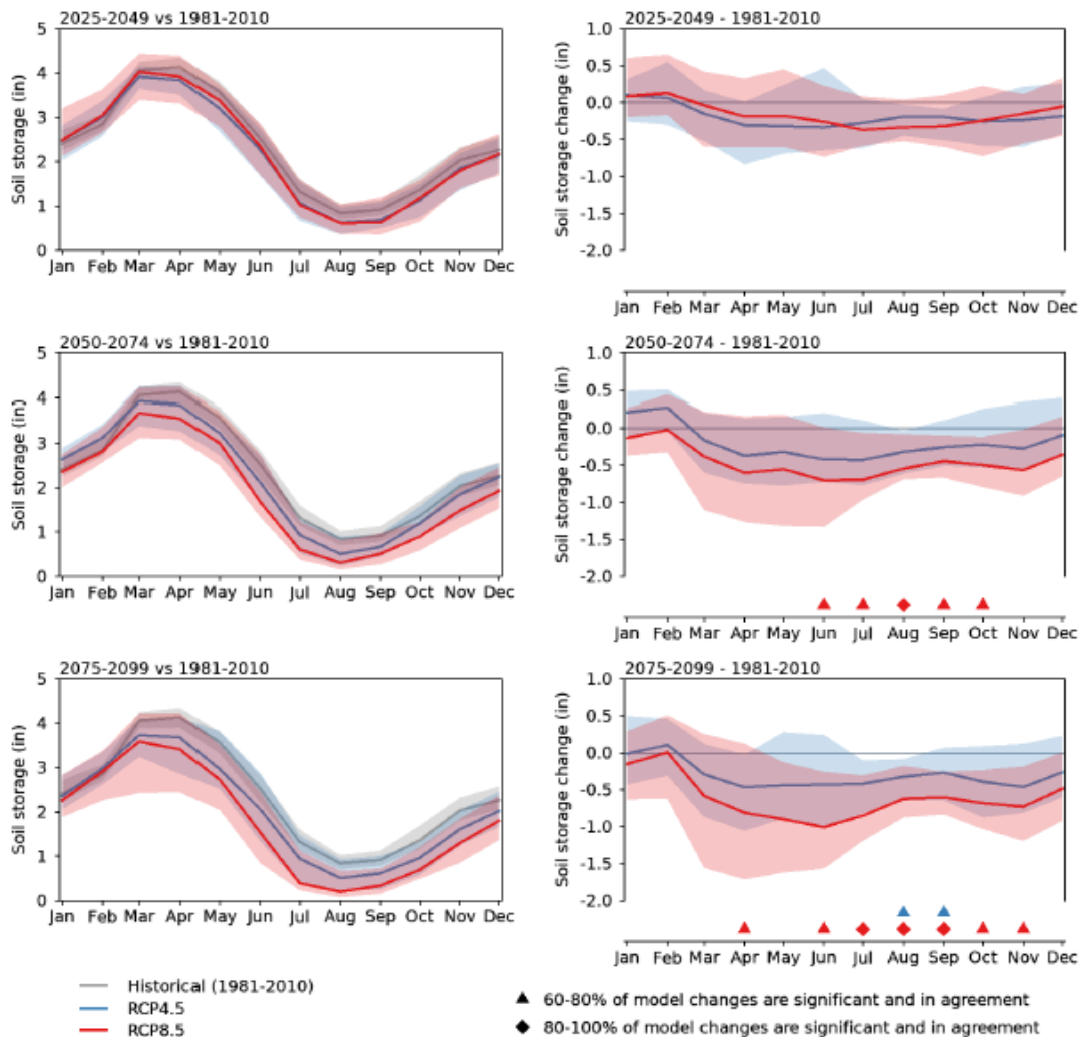 2025-2049 vs 1981-2010
5
4
3
2
1
0
Soil storage (in)
Jan Feb Mar Apr May Jun Jul Aug Sep Oct Nov Dec
2025-2049 - 1981-2010
1.0
0.5
0.0
-0.5
-1.0
-1.5
-2.0
Soil storage change (in)
Jan Feb Mar Apr May Jun Jul Aug Sep Oct Nov Dec
2050-2074 vs 1981-2010
5
4
3
2
1
0
Soil storage (in)
Jan Feb Mar Apr May Jun Jul Aug Sep Oct Nov Dec
2050-2074 - 1981-2010
1.0
0.5
0.0
-0.5
-1.0
-1.5
-2.0
Soil storage change (in)
Jan Feb Mar Apr May Jun Jul Aug Sep Oct Nov Dec
2075-2099 vs 1981-2010
5
4
3
2
1
0
Soil storage (in)
Jan Feb Mar Apr May Jun Jul Aug Sep Oct Nov Dec
2075-2099 - 1981-2010
1.0
0.5
0.0
-0.5
-1.0
-1.5
-2.0
Soil storage change (in)
Jan Feb Mar Apr May Jun Jul Aug Sep Oct Nov Dec
Historical (1981-2010)
RCP4.5
RCP8.5
60-80% of model changes are significant and in agreement
80-100% of model changes are significant and in agreement